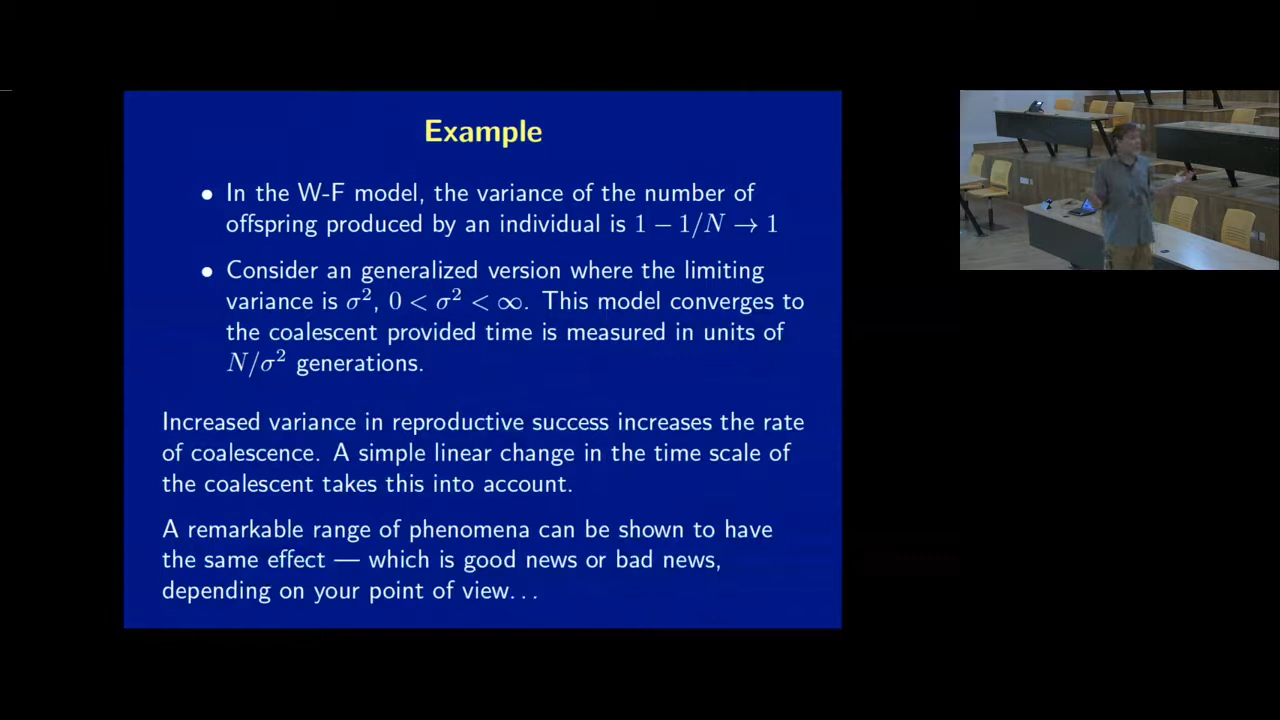 Example
• In the W-F model, the variance of the number of
offspring produced by an individual is 1 − 1/N → 1
• Consider an generalized version where the limiting
variance is σ², 0 < σ² < ∞. This model converges to
the coalescent provided time is measured in units of
N/σ² generations.
Increased variance in reproductive success increases the rate
of coalescence. A simple linear change in the time scale of
the coalescent takes this into account.
A remarkable range of phenomena can be shown to have
the same effect — which is good news or bad news,
depending on your point of view...